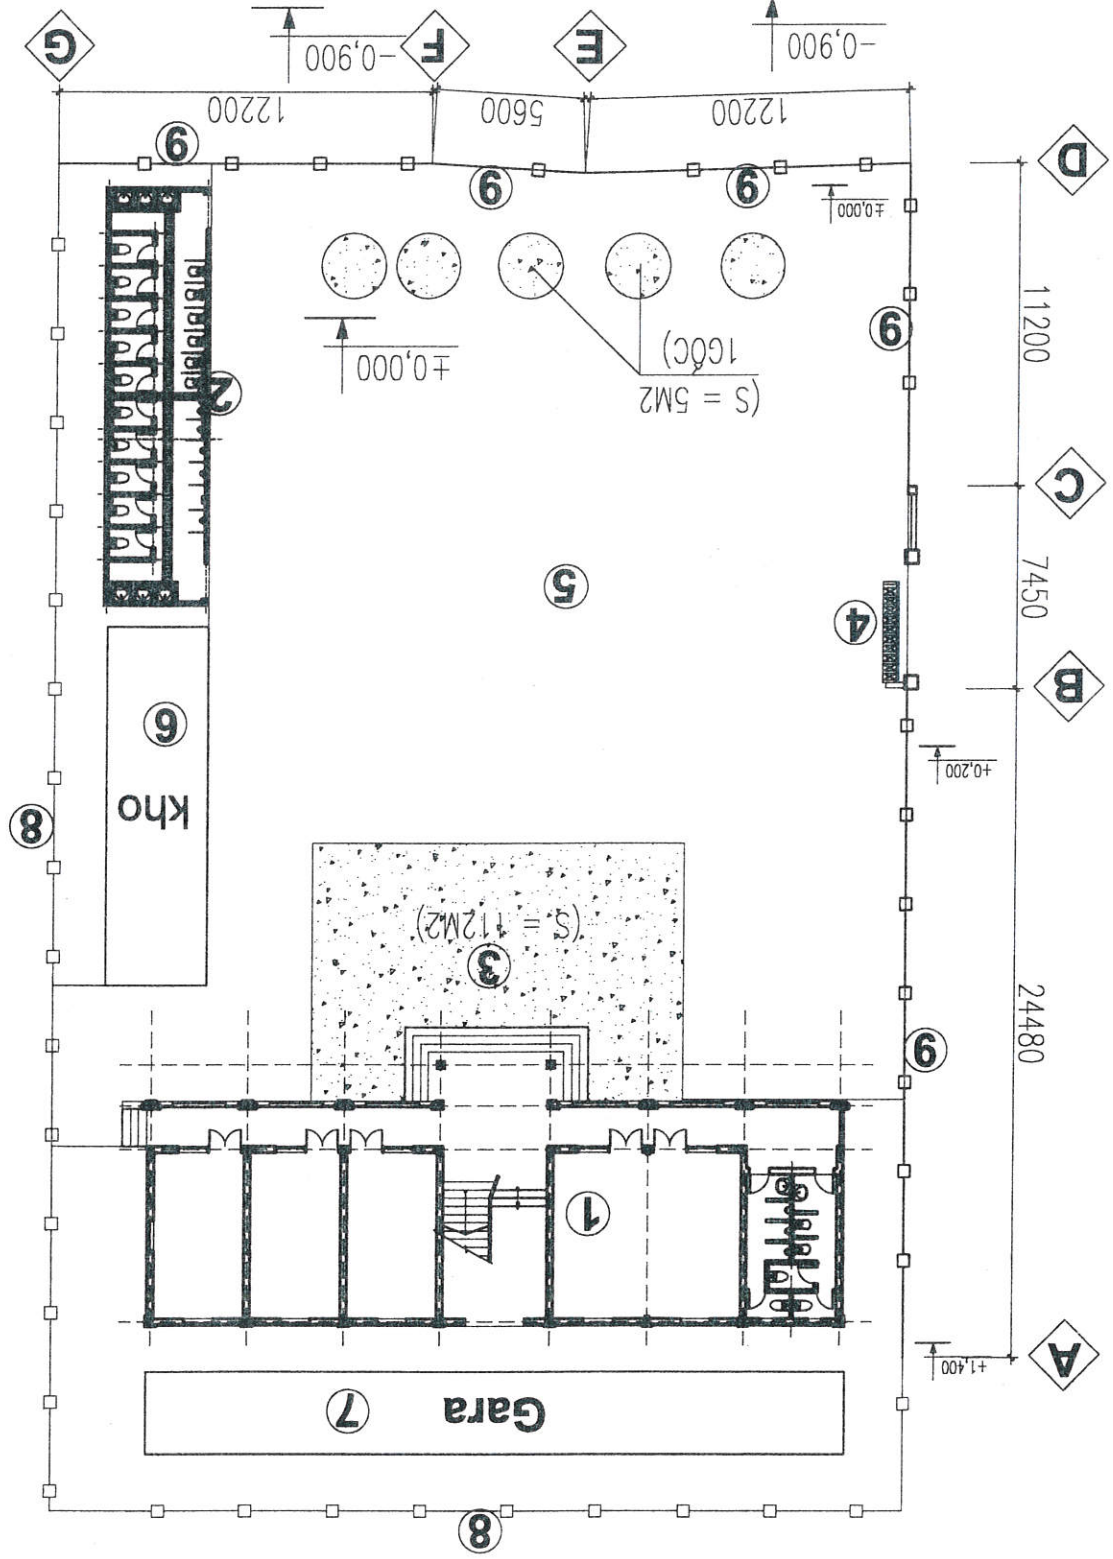 8
Gara 7
A
+1,400
1
9
24480
3
(S = 112M2)
8
kho
+0,200
6
B
4
7450
5
C
(S = 5M2
1GỐC)
2
±0,000
9
11200
±0,000
9
9
9
D
12200
5600
12200
-0,900
-0,900
E
F
G